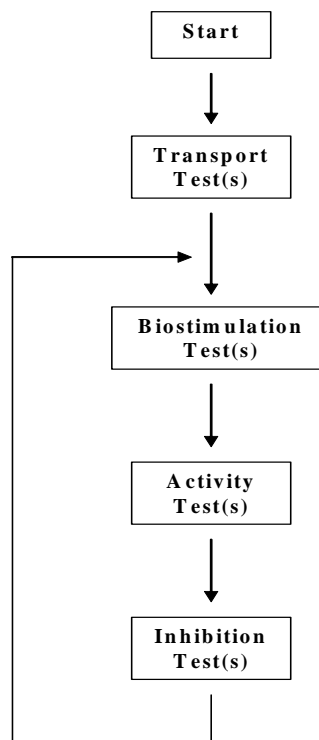 Start
Transport
Test(s)
Biostimulation
Test(s)
Activity
Test(s)
Inhibition
Test(s)